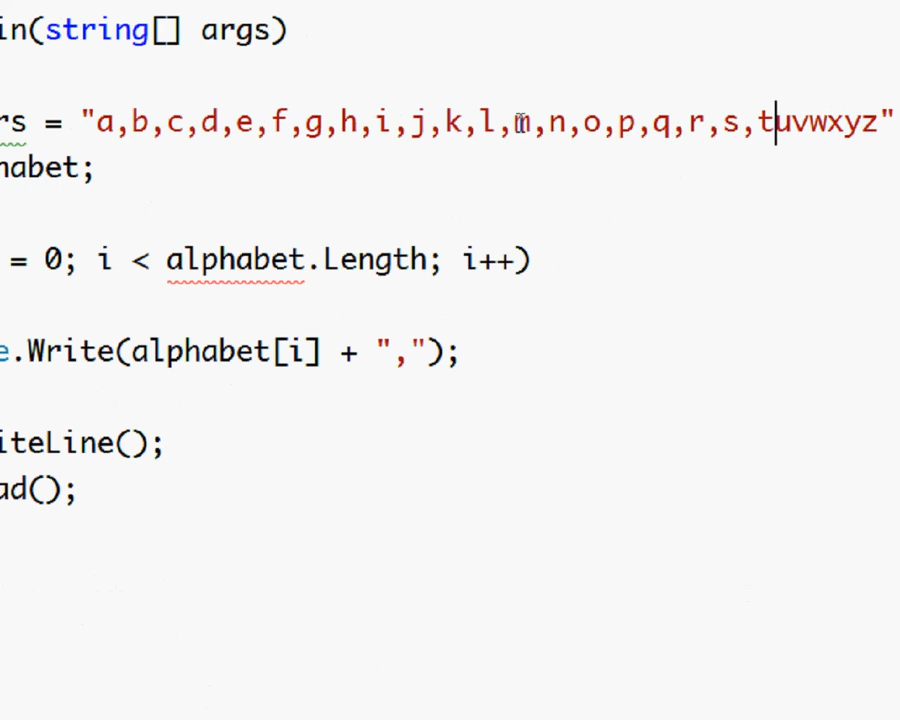 in(string[] args)
rs = "a,b,c,d,e,f,g,h,i,j,k,l,m,n,o,p,q,r,s,tuvwxyz"
habet;
= 0; i < alphabet.Length; i++)
e.Write(alphabet[i] + ",");
iteLine();
ad();